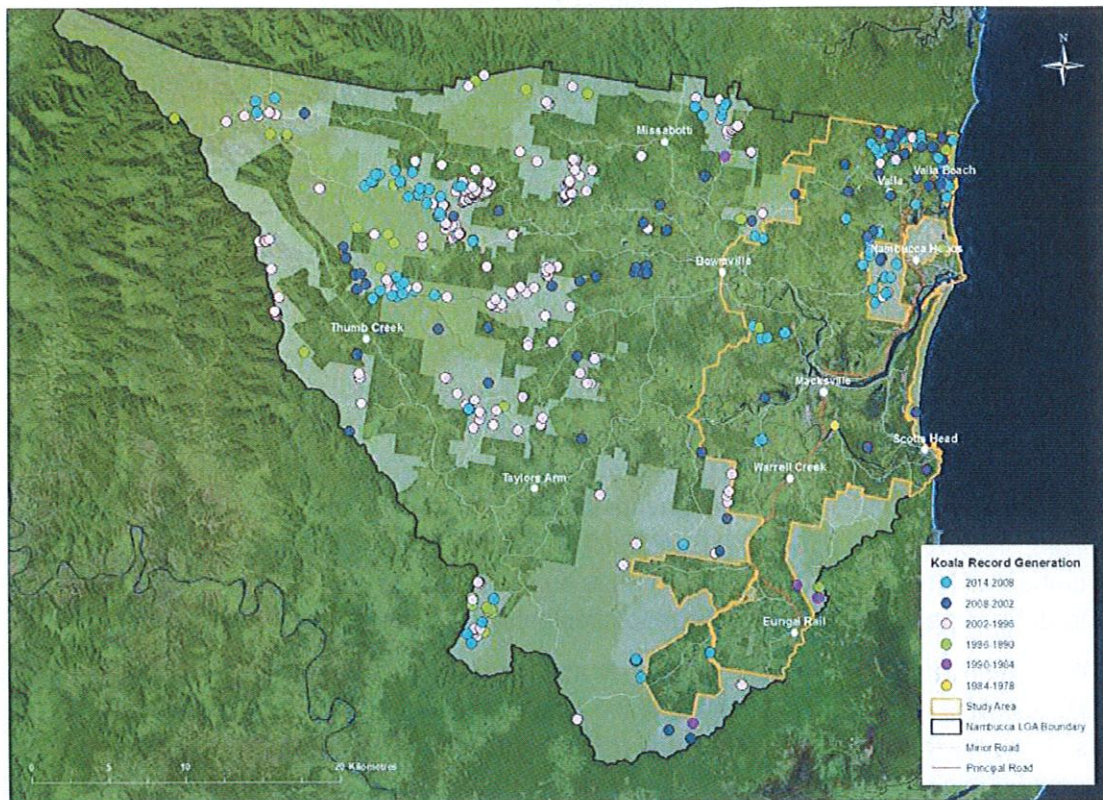 N
Missabotti
Valla Beach
Valla
Nambucca Heads
Bowraville
Thumb Creek
Macksville
Scotts Head
Warrell Creek
Taylors Arm
Eungai Rail
Koala Record Generation
2014-2008
2008-2002
2002-1996
1996-1990
1990-1984
1984-1978
Study Area
Nambucca LGA Boundary
Minor Road
Principal Road
0 10 20 Kilometres